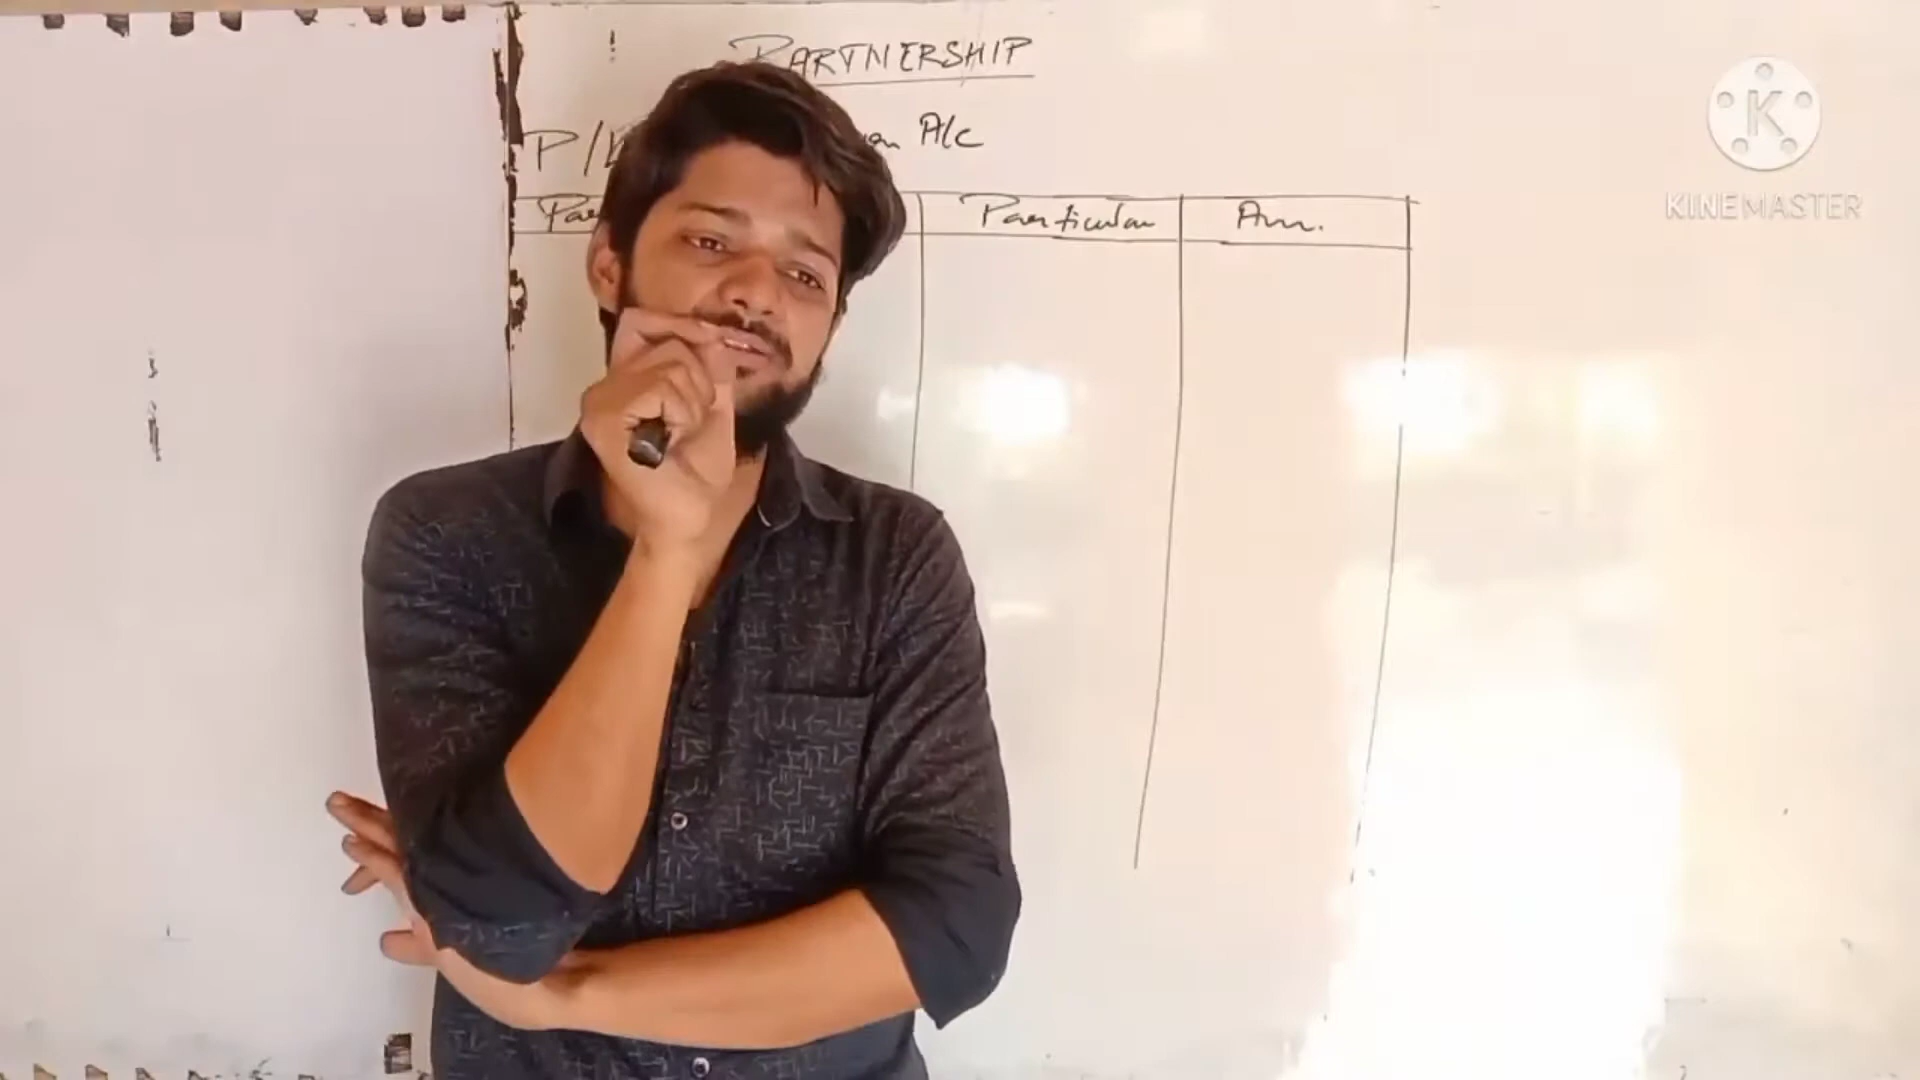 PARTNERSHIP
P/L A/c
Particular Am.
K
KINEMASTER